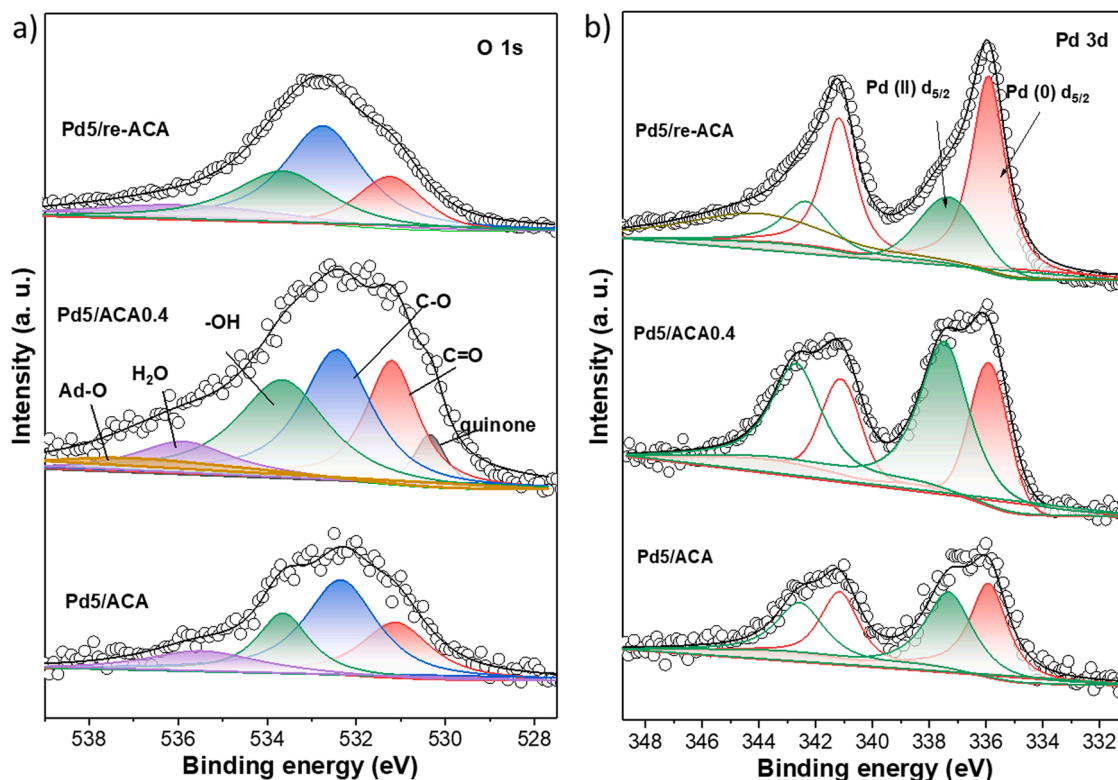 a)
O 1s
Pd5/re-ACA
Pd5/ACA0.4
-OH
C-O
C=O
H₂O
Ad-O
quinone
Pd5/ACA
Intensity (a. u.)
538 536 534 532 530 528
Binding energy (eV)
b)
Pd 3d
Pd (II) d₅/₂
Pd (0) d₅/₂
Pd5/re-ACA
Pd5/ACA0.4
Pd5/ACA
Intensity (a. u.)
348 346 344 342 340 338 336 334 332
Binding energy (eV)